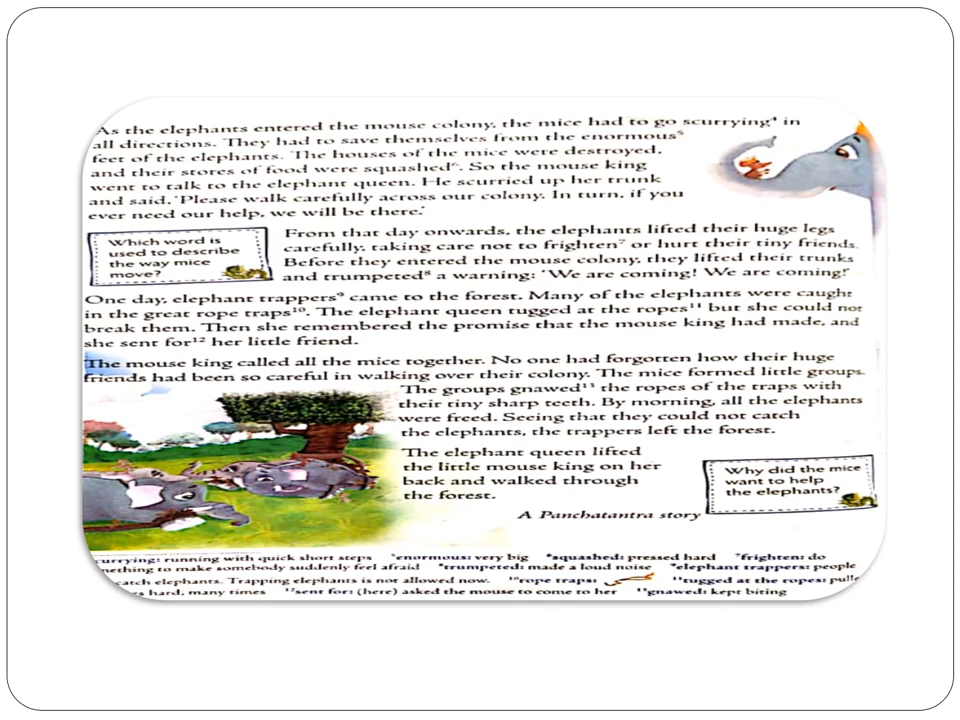 As the elephants entered the mouse colony, the mice had to go scurrying⁴ in
all directions. They had to save themselves from the enormous⁵
feet of the elephants. The houses of the mice were destroyed,
and their stores of food were squashed⁶. So the mouse king
went to talk to the elephant queen. He scurried up her trunk
and said, 'Please walk carefully across our colony. In turn, if you
ever need our help, we will be there.'
From that day onwards, the elephants lifted their huge legs
carefully, taking care not to frighten⁷ or hurt their tiny friends.
Before they entered the mouse colony, they lifted their trunks
and trumpeted⁸ a warning: 'We are coming! We are coming!'
Which word is
used to describe
the way mice
move?
One day, elephant trappers⁹ came to the forest. Many of the elephants were caught
in the great rope traps¹⁰. The elephant queen tugged at the ropes¹¹ but she could not
break them. Then she remembered the promise that the mouse king had made, and
she sent for¹² her little friend.
The mouse king called all the mice together. No one had forgotten how their huge
friends had been so careful in walking over their colony. The mice formed little groups.
The groups gnawed¹³ the ropes of the traps with
their tiny sharp teeth. By morning, all the elephants
were freed. Seeing that they could not catch
the elephants, the trappers left the forest.
The elephant queen lifted
the little mouse king on her
back and walked through
the forest.
A Panchatantra story
Why did the mice
want to help
the elephants?
currying: running with quick short steps ⁵enormous: very big ⁶squashed: pressed hard ⁷frighten: do
mething to make somebody suddenly feel afraid ⁸trumpeted: made a loud noise ⁹elephant trappers: people
catch elephants. Trapping elephants is not allowed now. ¹⁰rope traps: ¹¹tugged at the ropes: pulle
es hard, many times ¹²sent for: (here) asked the mouse to come to her ¹³gnawed: kept biting